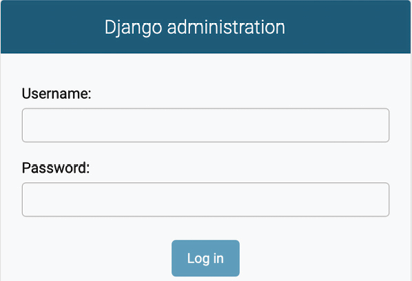 Django administration
Username:
Password:
Log in